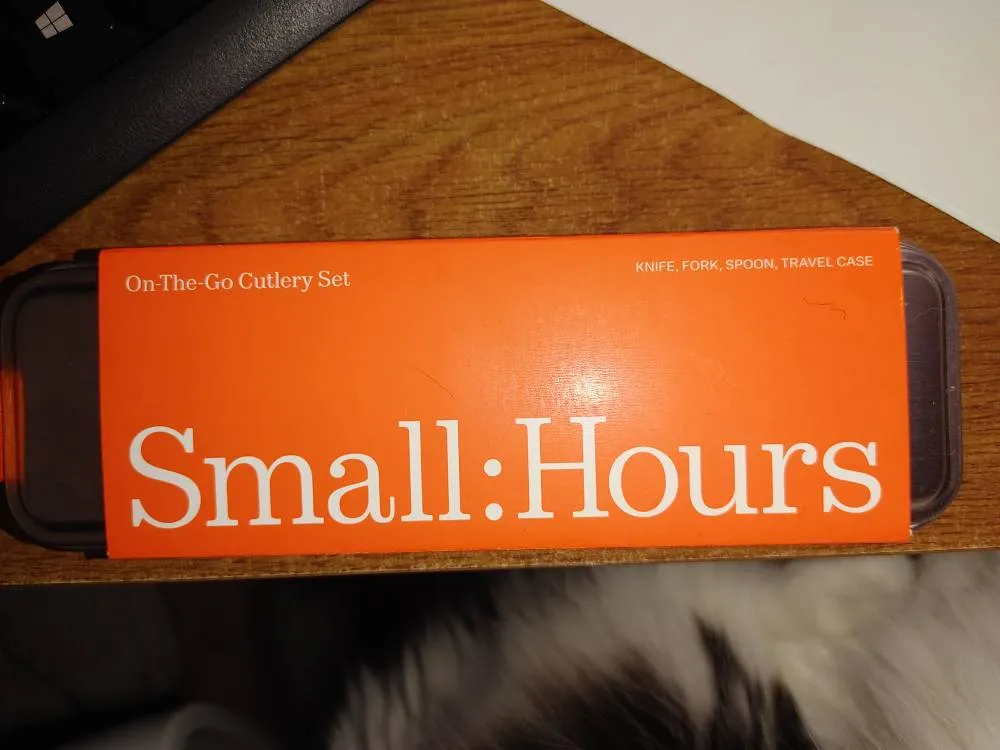 On-The-Go Cutlery Set
KNIFE, FORK, SPOON, TRAVEL CASE
Small:Hours